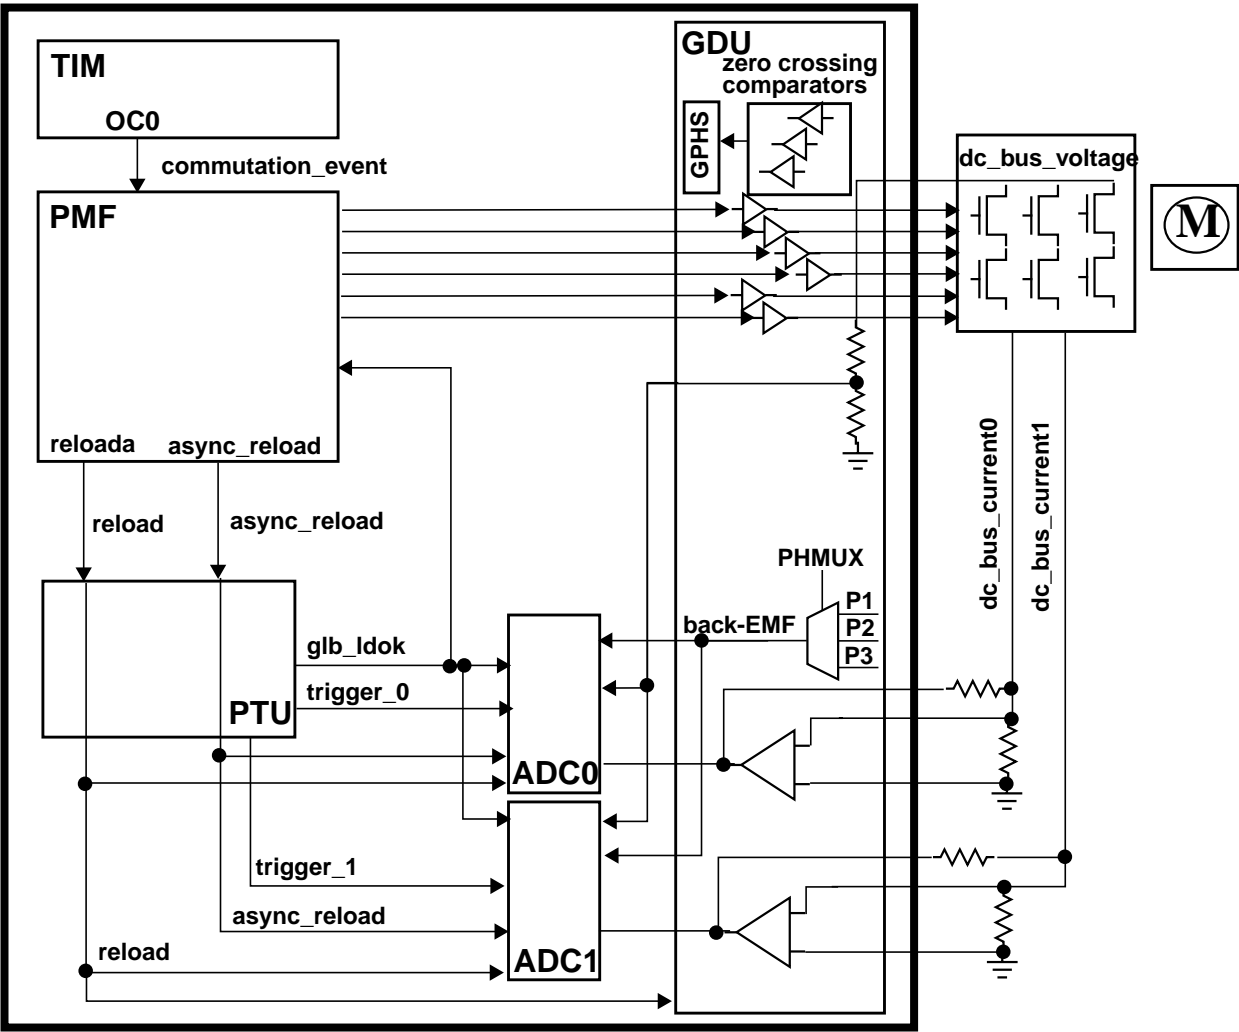 GDU
zero crossing
comparators
TIM
OC0
GPHS
commutation_event
dc_bus_voltage
PMF
M
reloada
async_reload
dc_bus_current0
dc_bus_current1
reload
async_reload
PHMUX
P1
back-EMF
P2
glb_ldok
P3
trigger_0
PTU
ADC0
trigger_1
async_reload
reload
ADC1